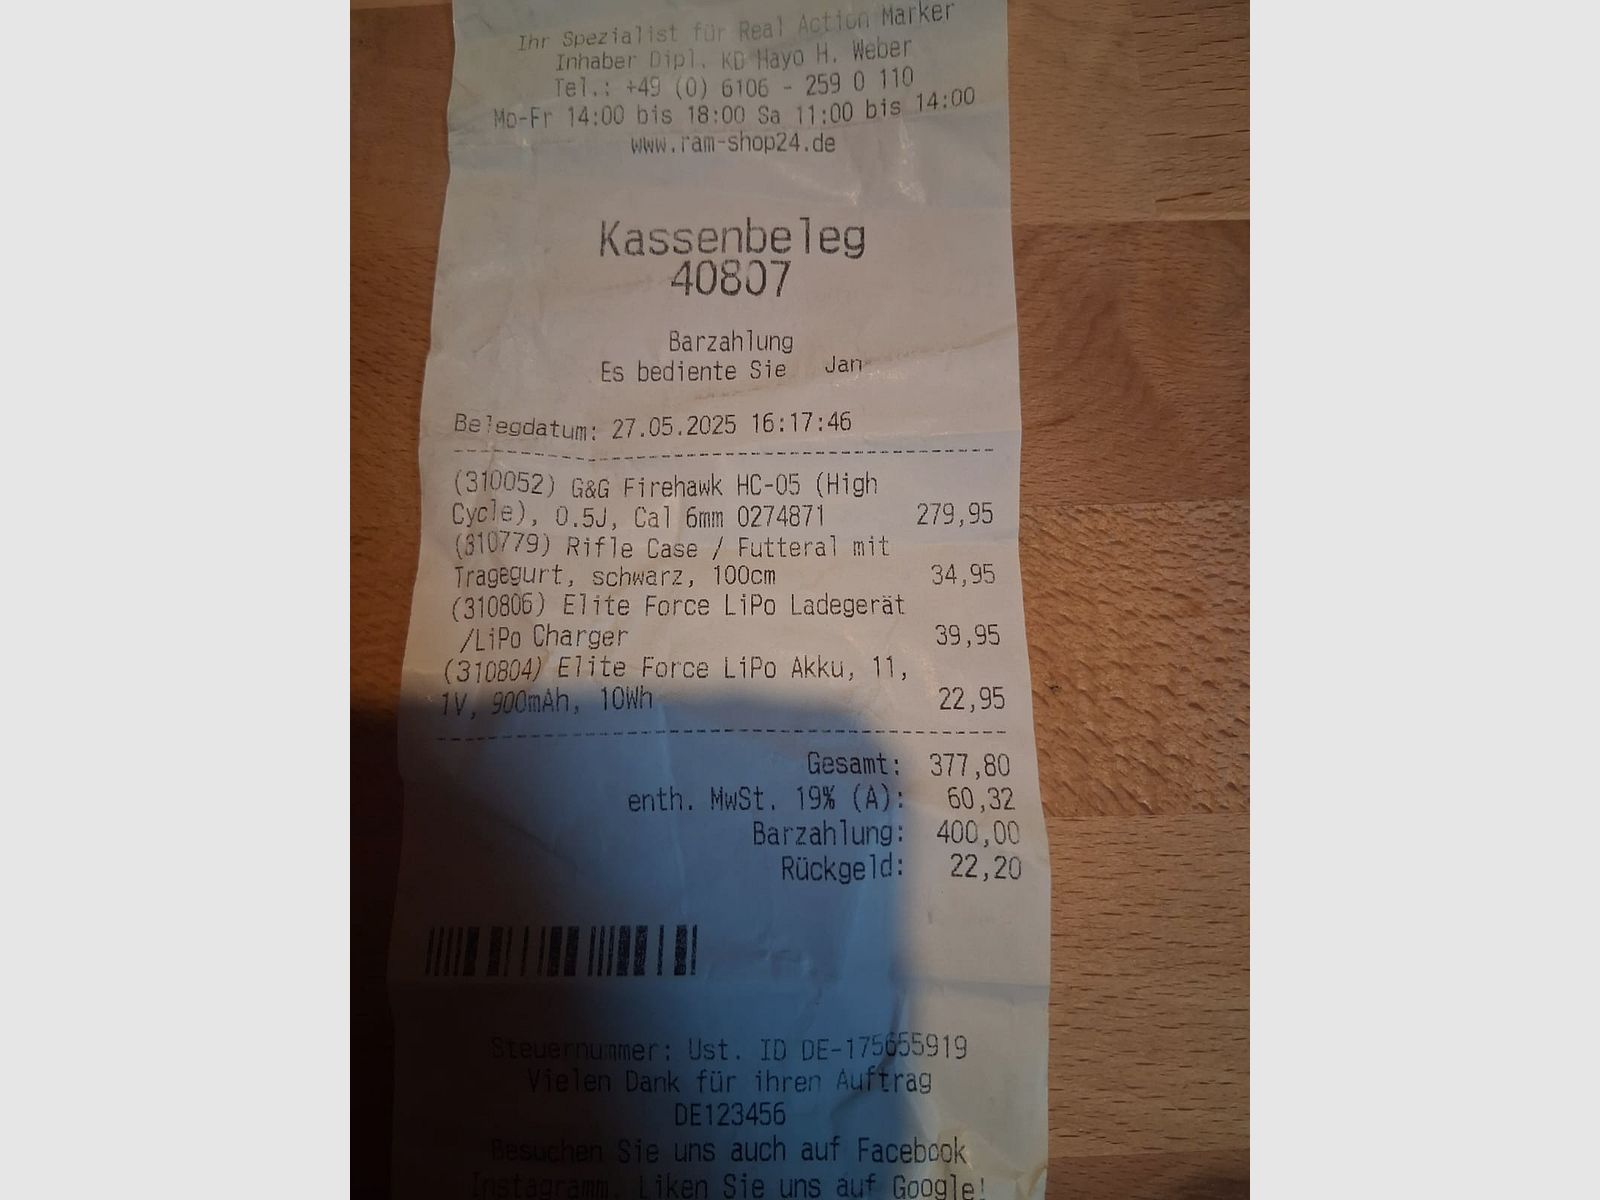 Ihr Spezialist für Real Action Marker
Inhaber Dipl. KD Hayo H. Weber
Tel.: +49 (0) 6106 - 259 0 110
Mo-Fr 14:00 bis 18:00 Sa 11:00 bis 14:00
www.ram-shop24.de
Kassenbeleg
40807
Barzahlung
Es bediente Sie Jan
Belegdatum: 27.05.2025 16:17:46
(310052) G&G Firehawk HC-05 (High
Cycle), 0.5J, Cal 6mm 0274871 279,95
(310779) Rifle Case / Futteral mit
Tragegurt, schwarz, 100cm 34,95
(310806) Elite Force LiPo Ladegerät
/LiPo Charger 39,95
(310804) Elite Force LiPo Akku, 11,
1V, 900mAh, 10Wh 22,95
Gesamt: 377,80
enth. MwSt. 19% (A): 60,32
Barzahlung: 400,00
Rückgeld: 22,20
Steuernummer: Ust. ID DE-175655919
Vielen Dank für ihren Auftrag
DE123456
Besuchen Sie uns auch auf Facebook
Instagramm. Liken Sie uns auf Google!